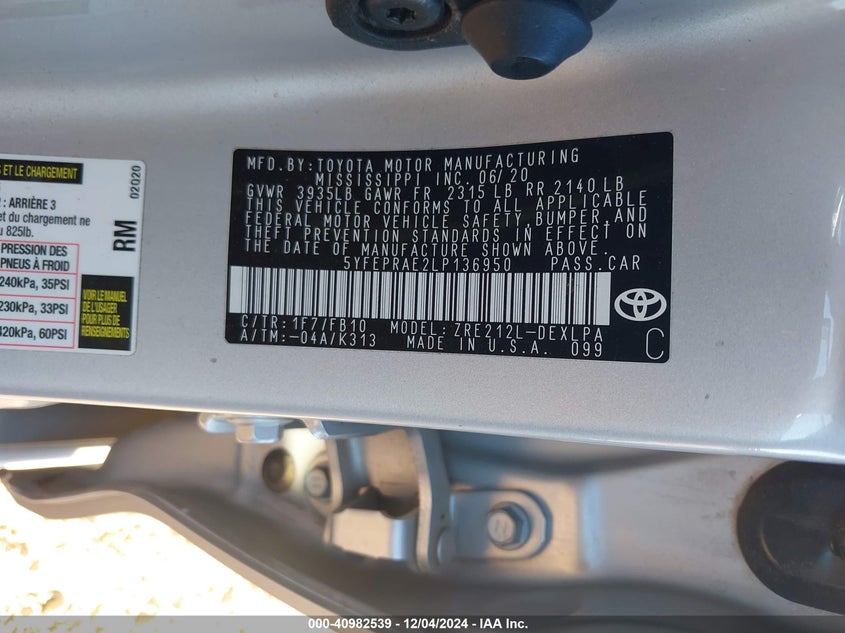 S ET LE CHARGEMENT
: ARRIÈRE 3
et du chargement ne
u 825lb.
PRESSION DES
PNEUS À FROID
240kPa, 35PSI
230kPa, 33PSI
420kPa, 60PSI
VOIR LE MANUEL
DE L'USAGER
POUR PLUS DE
RENSEIGNEMENTS
02020
RM
MFD.BY:TOYOTA MOTOR MANUFACTURING
MISSISSIPPI INC. 06/20
GVWR 3935LB GAWR FR 2315 LB RR 2140 LB
THIS VEHICLE CONFORMS TO ALL APPLICABLE
FEDERAL MOTOR VEHICLE SAFETY,BUMPER,AND
THEFT PREVENTION STANDARDS IN EFFECT ON
THE DATE OF MANUFACTURE SHOWN ABOVE.
5YFEPRAE2LP136950 PASS.CAR
C/TR:1F7/FB10 MODEL:ZRE212L-DEXLPA
A/TM:-04A/K313 MADE IN U.S.A. 099
C
000-40982539 - 12/04/2024 - IAA Inc.